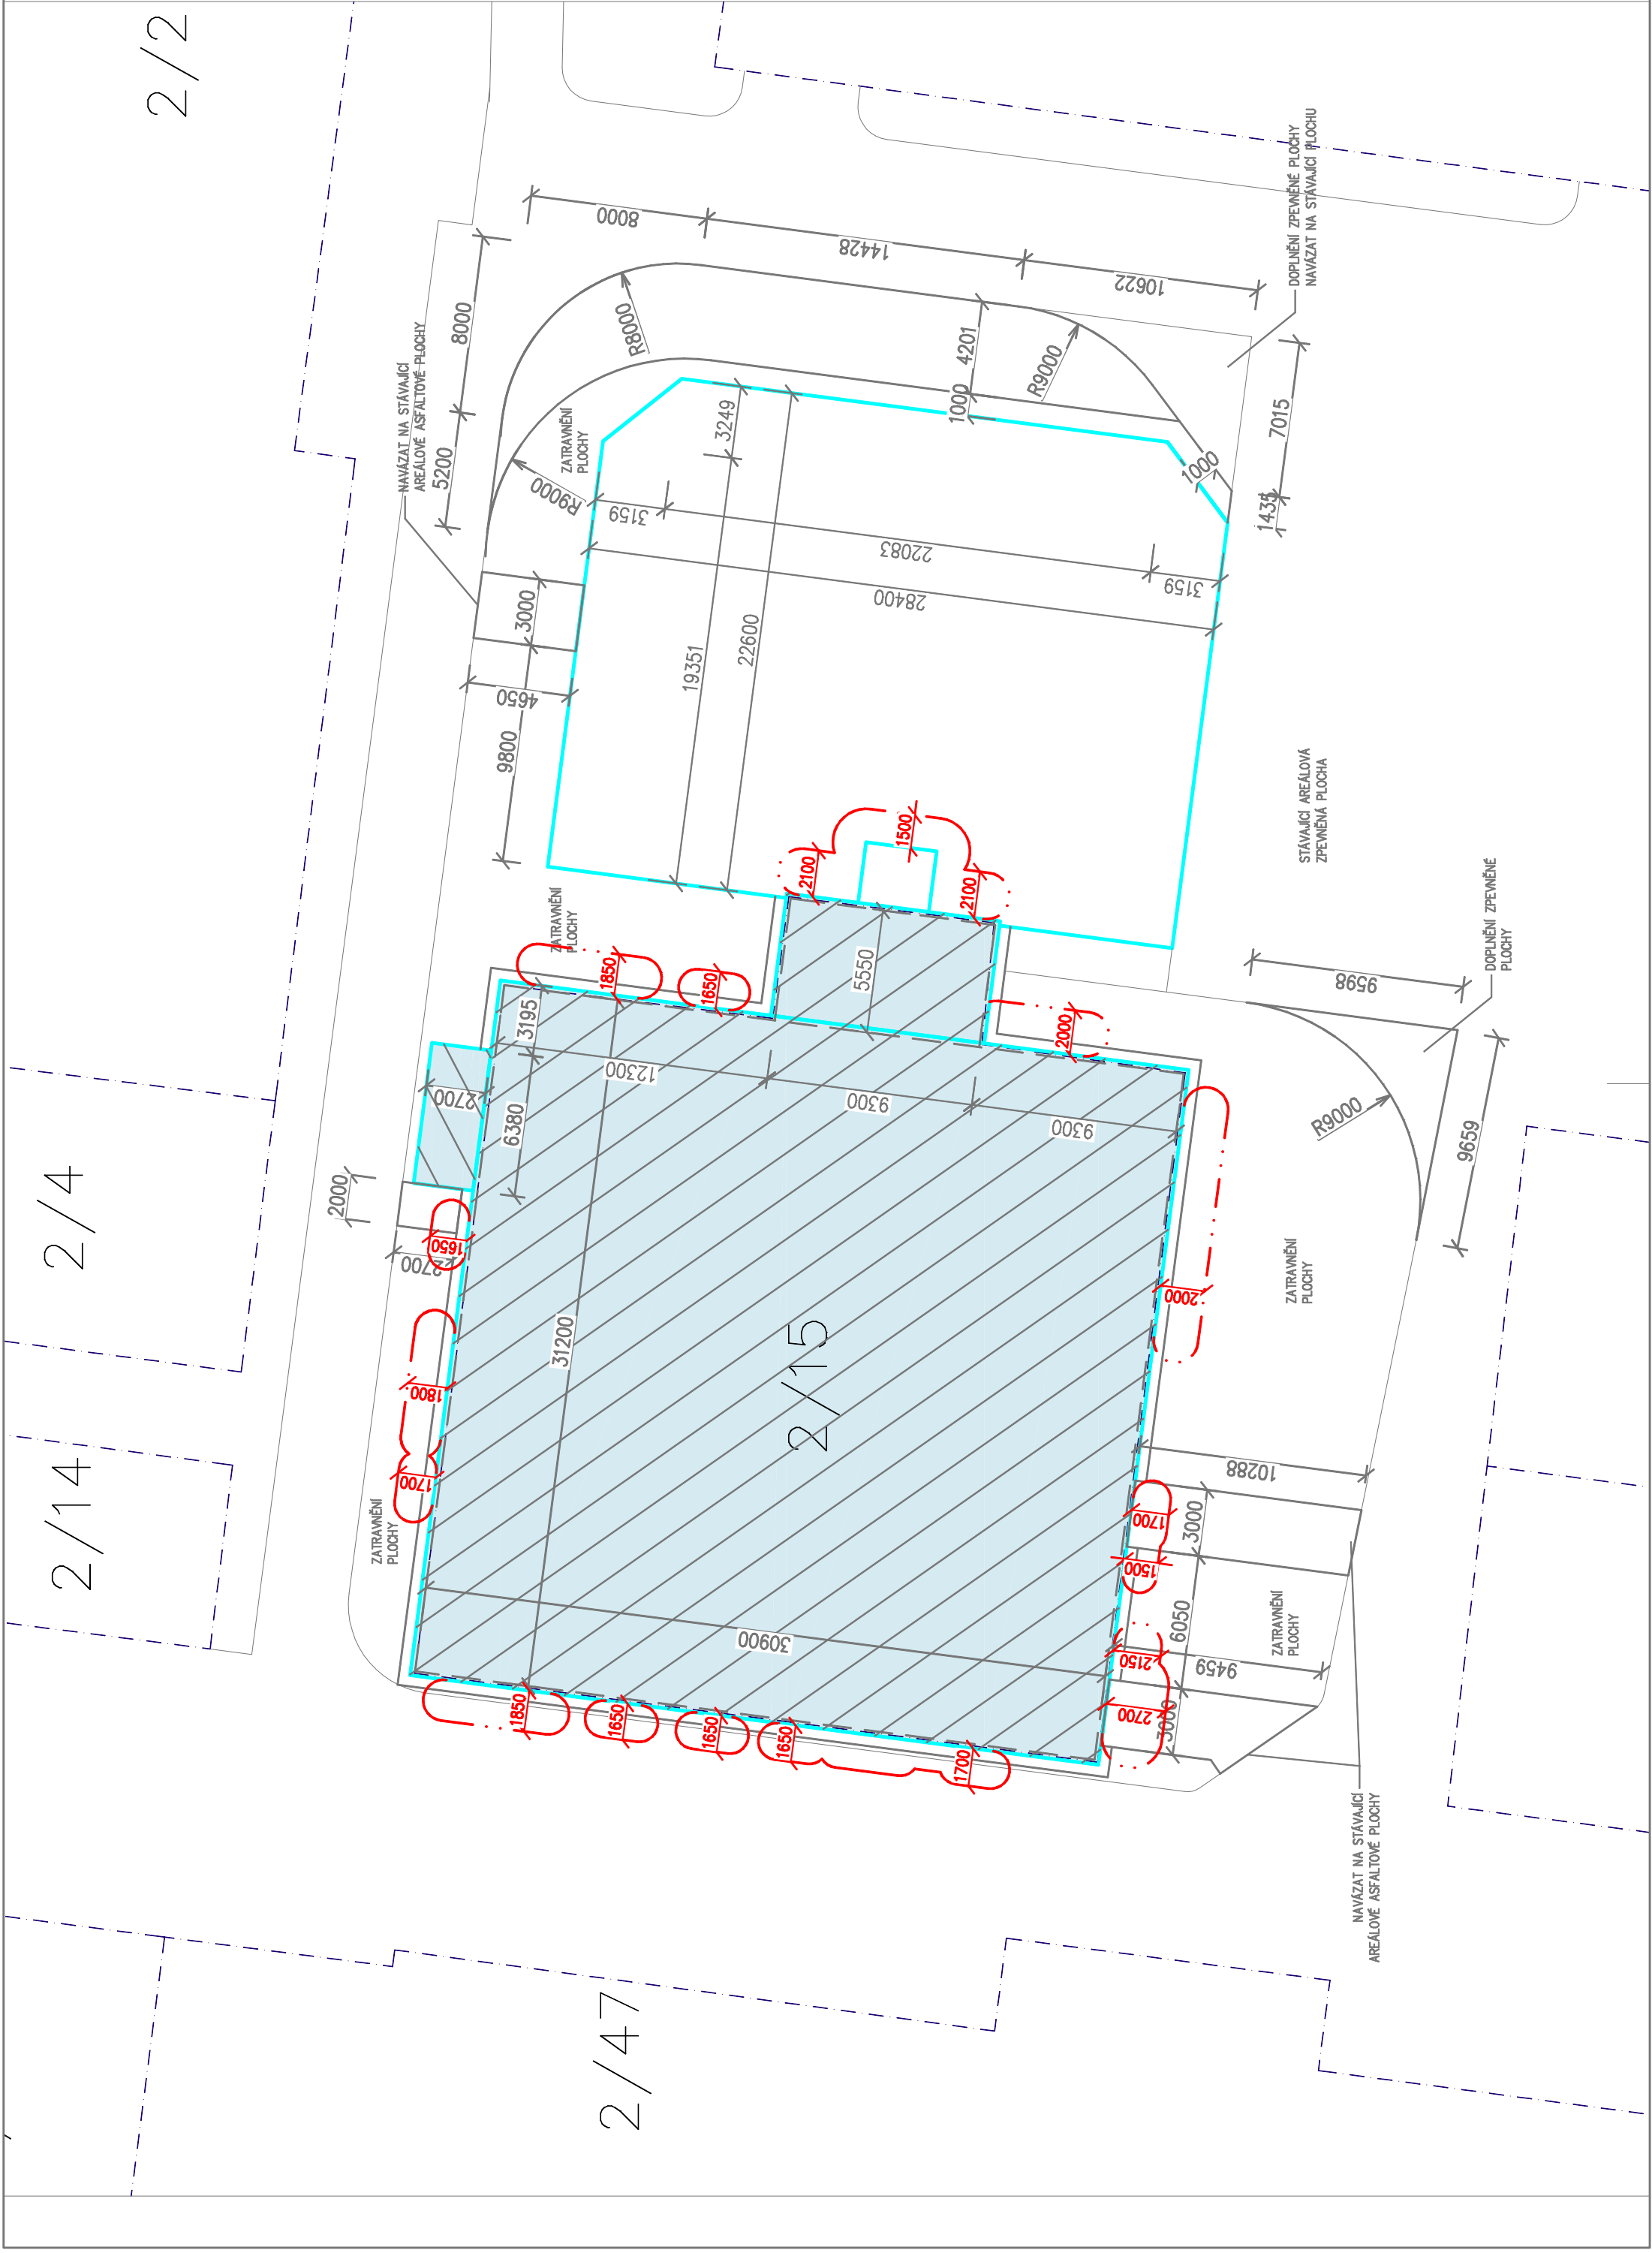 2/2
2/4
2/14
2/15
2/47
NAVÁZAT NA STÁVAJÍCÍ
AREÁLOVÉ ASFALTOVÉ PLOCHY
5200
8000
8000
14428
10622
R8000
4201
R9000
1000
DOPLNĚNÍ ZPEVNĚNÉ PLOCHY
NAVÁZAT NA STÁVAJÍCÍ PLOCHU
7015
1435
1000
ZATRAVNĚNÍ
PLOCHY
R9000
3249
3159
22083
3159
28400
19351
22600
3000
4650
9800
STÁVAJÍCÍ AREÁLOVÁ
ZPEVNĚNÁ PLOCHA
1500
2100
2100
ZATRAVNĚNÍ
PLOCHY
1850
1650
5550
2000
9598
DOPLNĚNÍ ZPEVNĚNÉ
PLOCHY
R9000
9659
3195
12300
9300
9300
2700
6380
2000
2700
1650
31200
1800
1700
ZATRAVNĚNÍ
PLOCHY
2000
ZATRAVNĚNÍ
PLOCHY
10288
1700
3000
1500
6050
ZATRAVNĚNÍ
PLOCHY
9459
2150
2700
3000
30900
1850
1650
1650
1650
1700
NAVÁZAT NA STÁVAJÍCÍ
AREÁLOVÉ ASFALTOVÉ PLOCHY